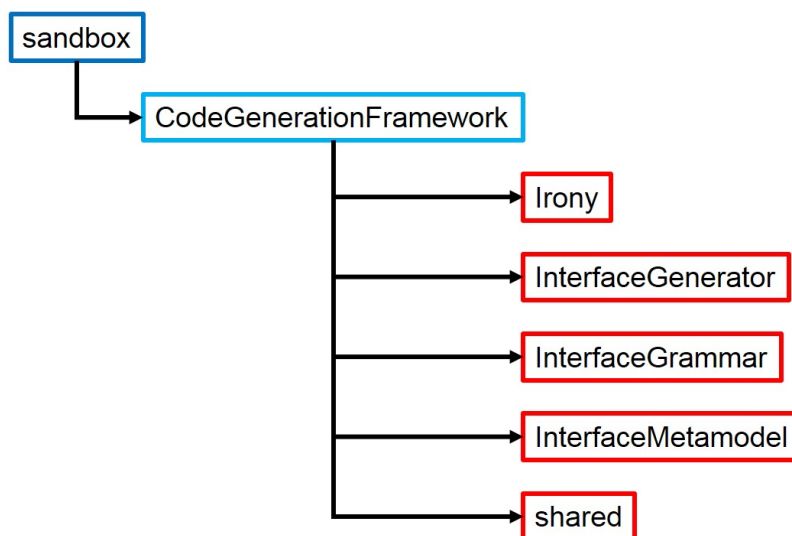 sandbox
CodeGenerationFramework
Irony
InterfaceGenerator
InterfaceGrammar
InterfaceMetamodel
shared